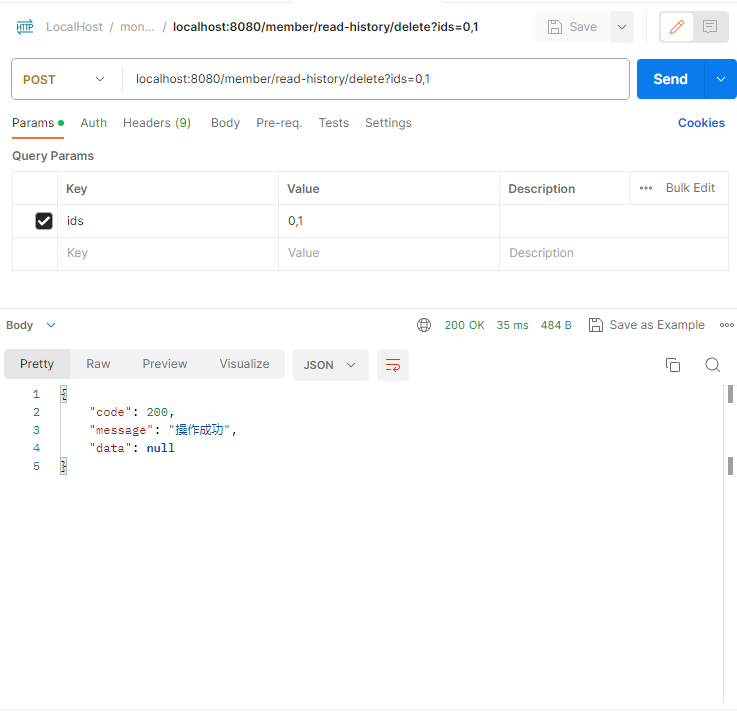 HTTP LocalHost / mon... / localhost:8080/member/read-history/delete?ids=0,1 Save
POST localhost:8080/member/read-history/delete?ids=0,1 Send
Params Auth Headers (9) Body Pre-req. Tests Settings Cookies
Query Params
Key Value Description ••• Bulk Edit
ids 0,1
Key Value Description
Body 200 OK 35 ms 484 B Save as Example
Pretty Raw Preview Visualize JSON
1 {
2 "code": 200,
3 "message": "操作成功",
4 "data": null
5 }